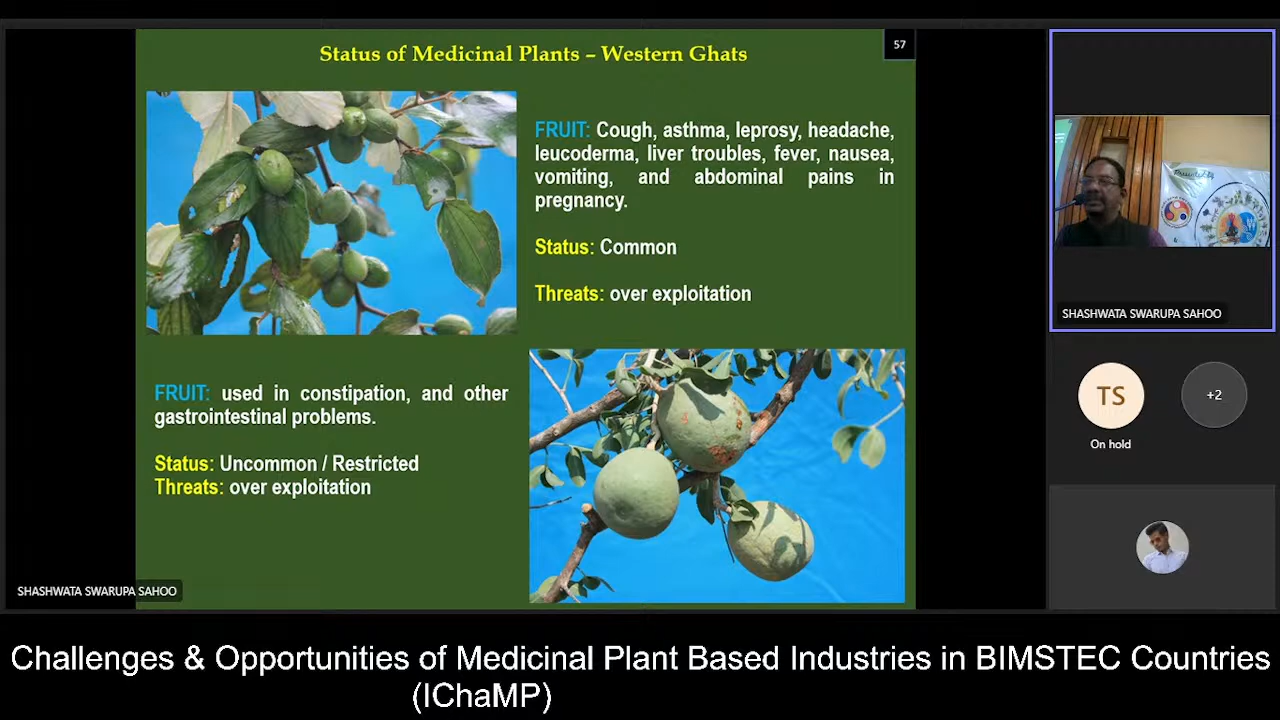 Status of Medicinal Plants – Western Ghats
57
FRUIT: Cough, asthma, leprosy, headache,
leucoderma, liver troubles, fever, nausea,
vomiting, and abdominal pains in
pregnancy.
Status: Common
Threats: over exploitation
FRUIT: used in constipation, and other
gastrointestinal problems.
Status: Uncommon / Restricted
Threats: over exploitation
SHASHWATA SWARUPA SAHOO
Presented by
SHASHWATA SWARUPA SAHOO
TS
+2
On hold
Challenges & Opportunities of Medicinal Plant Based Industries in BIMSTEC Countries
(IChaMP)